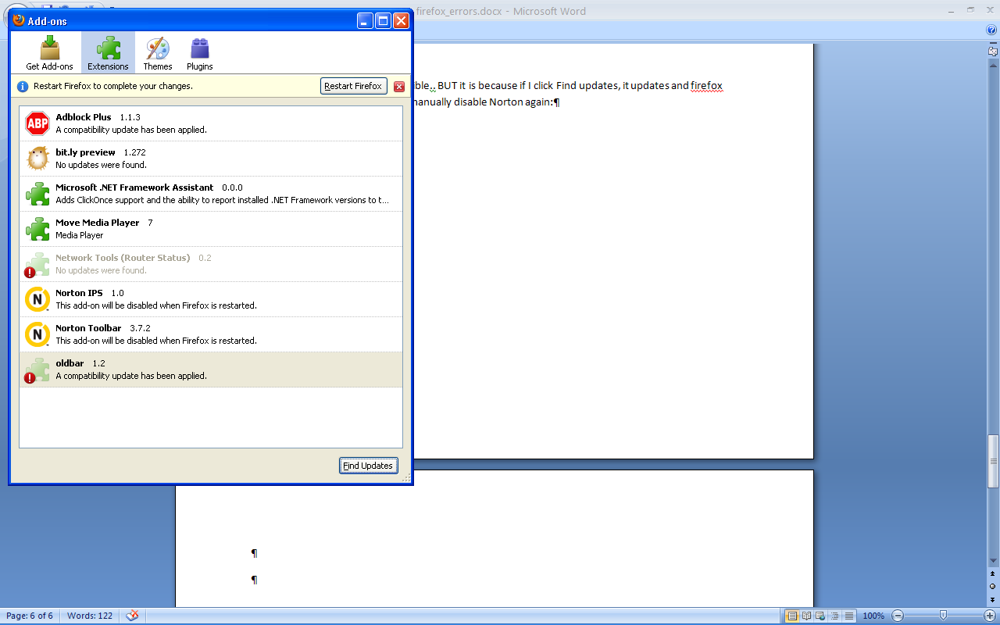 firefox_errors.docx - Microsoft Word
Add-ons
Get Add-ons Extensions Themes Plugins
Restart Firefox to complete your changes. Restart Firefox
ible.. BUT it is because if I click Find updates, it updates and firefox
manually disable Norton again:¶
ABP
Adblock Plus 1.1.3
A compatibility update has been applied.
bit.ly preview 1.272
No updates were found.
Microsoft .NET Framework Assistant 0.0.0
Adds ClickOnce support and the ability to report installed .NET Framework versions to t...
Move Media Player 7
Media Player
Network Tools (Router Status) 0.2
No updates were found.
N
Norton IPS 1.0
This add-on will be disabled when Firefox is restarted.
N
Norton Toolbar 3.7.2
This add-on will be disabled when Firefox is restarted.
oldbar 1.2
A compatibility update has been applied.
Find Updates
¶
¶
Page: 6 of 6 Words: 122 100%